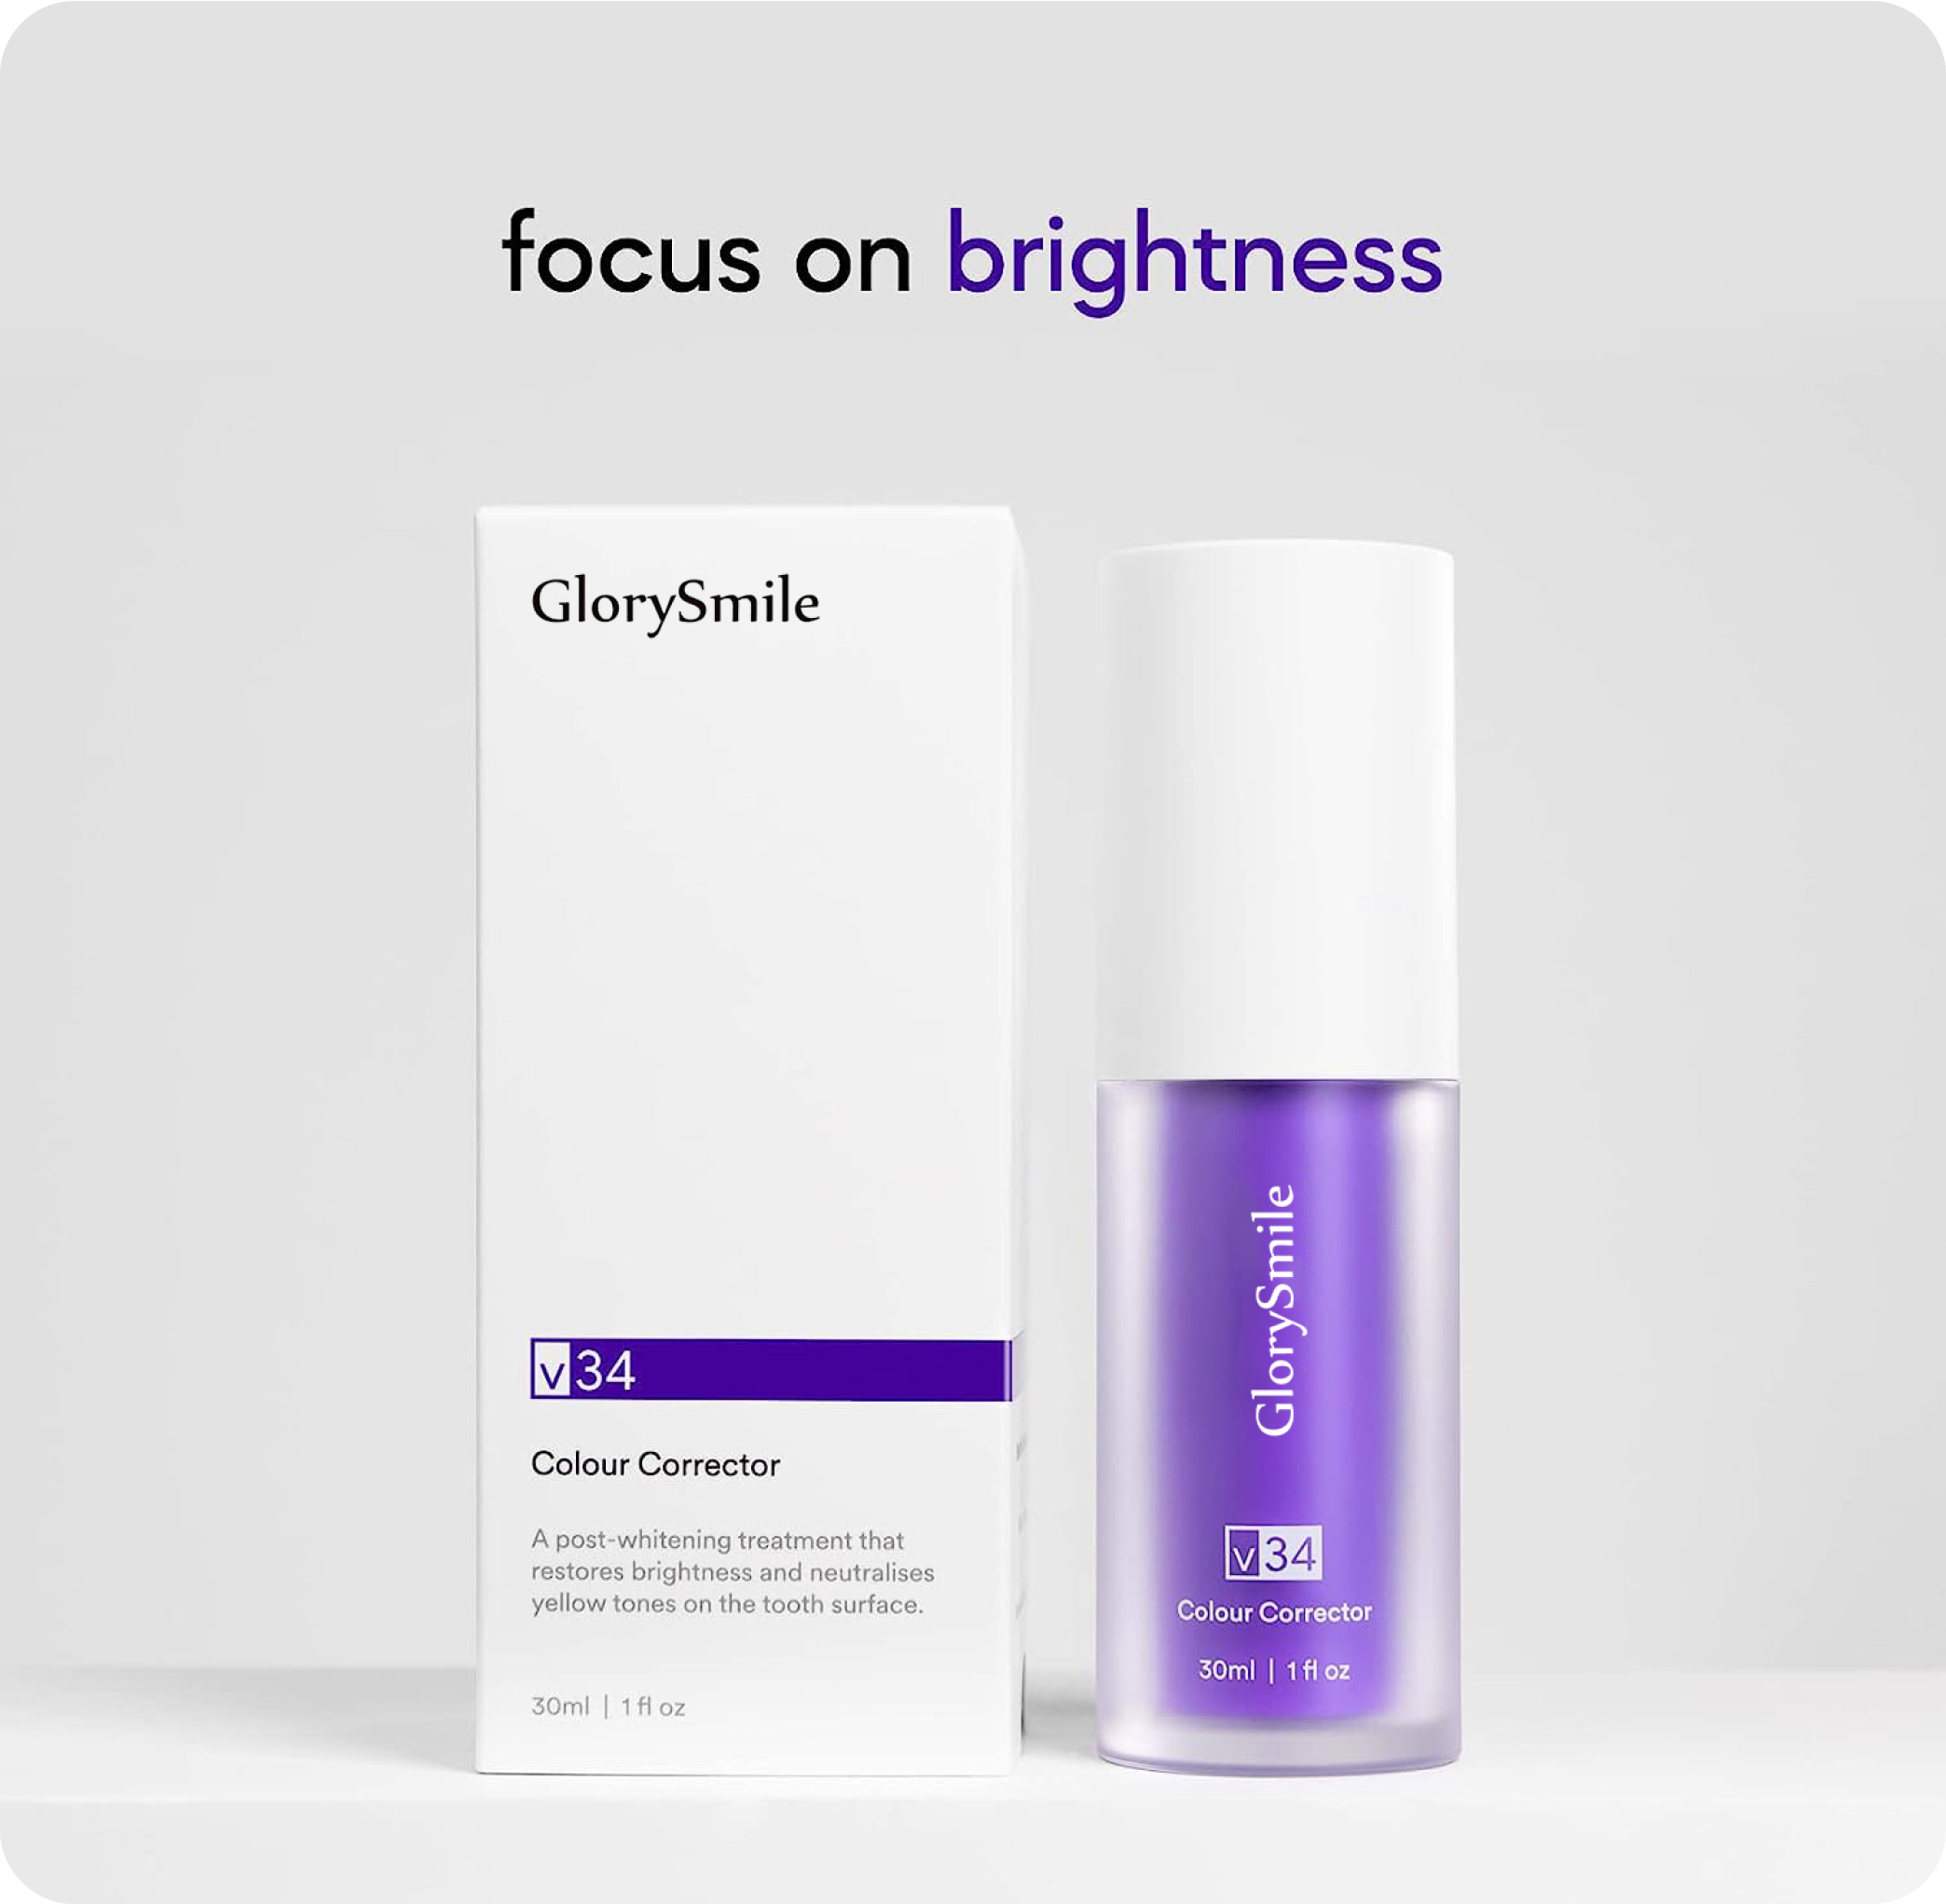 focus on brightness
GlorySmile
v34
Colour Corrector
A post-whitening treatment that
restores brightness and neutralises
yellow tones on the tooth surface.
30ml | 1 fl oz
GlorySmile
v34
Colour Corrector
30ml | 1 fl oz